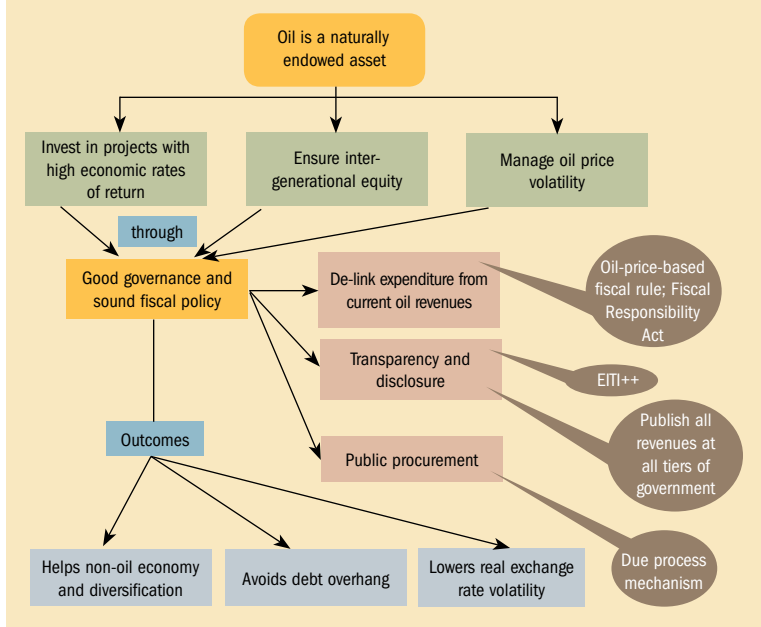 Oil is a naturally
endowed asset
Invest in projects with
high economic rates
of return
Ensure inter-
generational equity
Manage oil price
volatility
through
Good governance and
sound fiscal policy
De-link expenditure from
current oil revenues
Oil-price-based
fiscal rule; Fiscal
Responsibility
Act
Transparency and
disclosure
EITI++
Publish all
revenues at
all tiers of
government
Outcomes
Public procurement
Due process
mechanism
Helps non-oil economy
and diversification
Avoids debt overhang
Lowers real exchange
rate volatility